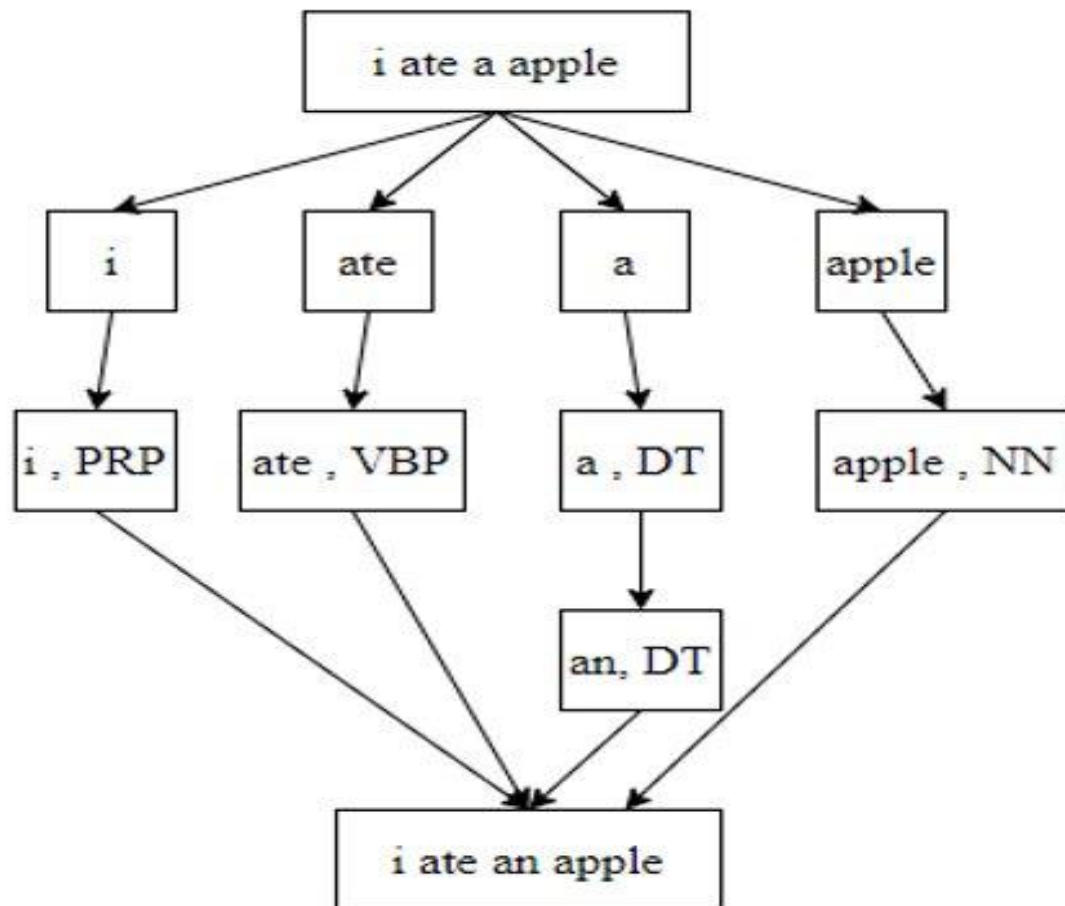 i ate a apple
i
ate
a
apple
i , PRP
ate , VBP
a , DT
apple , NN
an, DT
i ate an apple